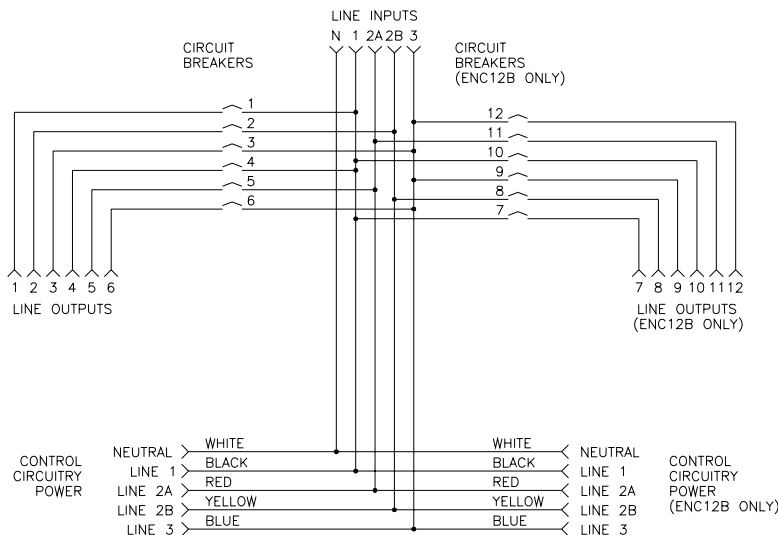 LINE INPUTS
N 1 2A 2B 3
CIRCUIT
BREAKERS
CIRCUIT
BREAKERS
(ENC12B ONLY)
1
2
3
4
5
6
12
11
10
9
8
7
1 2 3 4 5 6
LINE OUTPUTS
7 8 9 10 11 12
LINE OUTPUTS
(ENC12B ONLY)
CONTROL
CIRCUITRY
POWER
NEUTRAL
LINE 1
LINE 2A
LINE 2B
LINE 3
WHITE
BLACK
RED
YELLOW
BLUE
WHITE
BLACK
RED
YELLOW
BLUE
NEUTRAL
LINE 1
LINE 2A
LINE 2B
LINE 3
CONTROL
CIRCUITRY
POWER
(ENC12B ONLY)